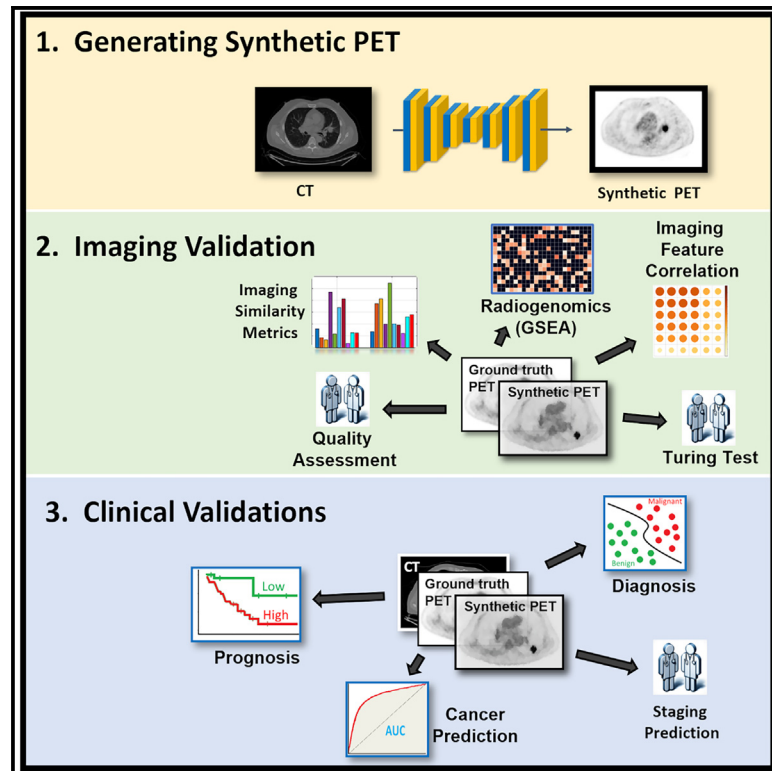 1. Generating Synthetic PET
CT
Synthetic PET
2. Imaging Validation
Imaging
Similarity
Metrics
Radiogenomics
(GSEA)
Imaging
Feature
Correlation
Ground truth
PET
Synthetic PET
Quality
Assessment
Turing Test
3. Clinical Validations
Low
High
Prognosis
CT
Ground truth
PET
Synthetic PET
Malignant
Benign
Diagnosis
AUC
Cancer
Prediction
Staging
Prediction